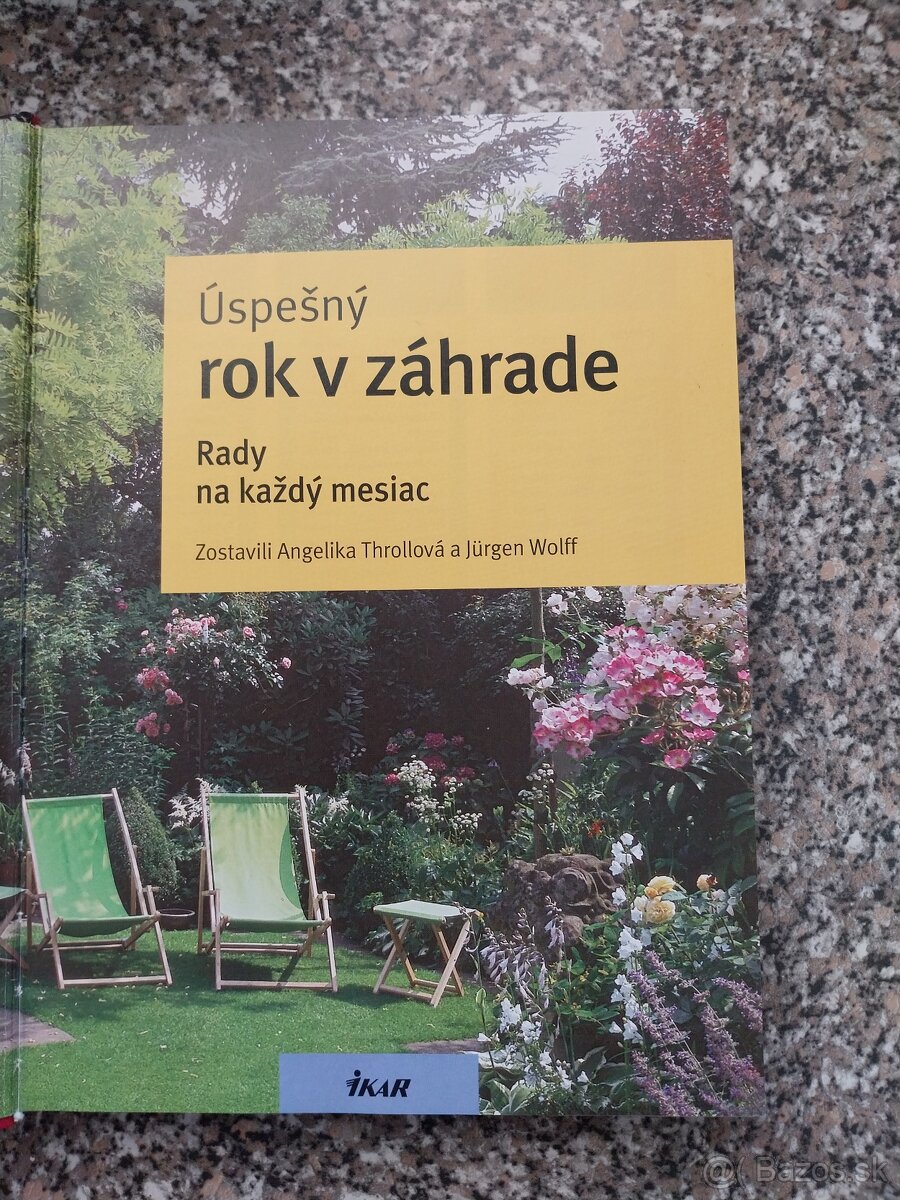 Úspešný
rok v záhrade
Rady
na každý mesiac
Zostavili Angelika Throllová a Jürgen Wolff
IKAR
@ Bazos.sk